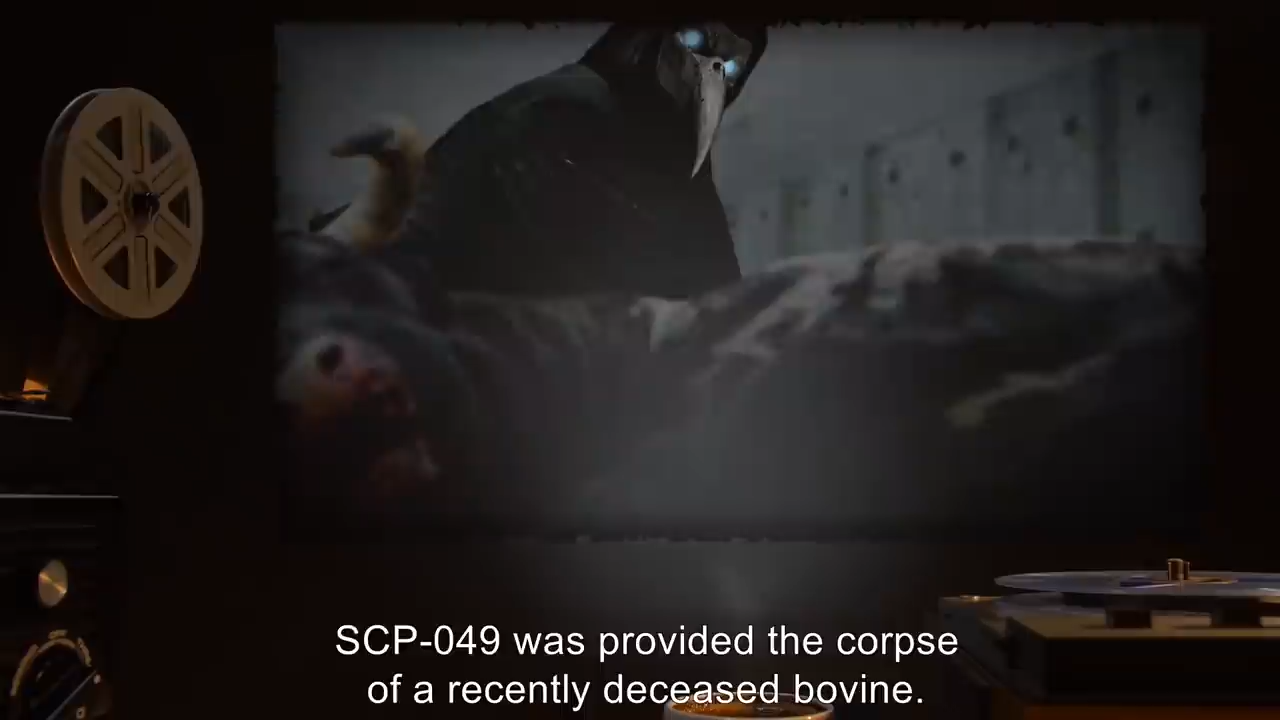 SCP-049 was provided the corpse
of a recently deceased bovine.